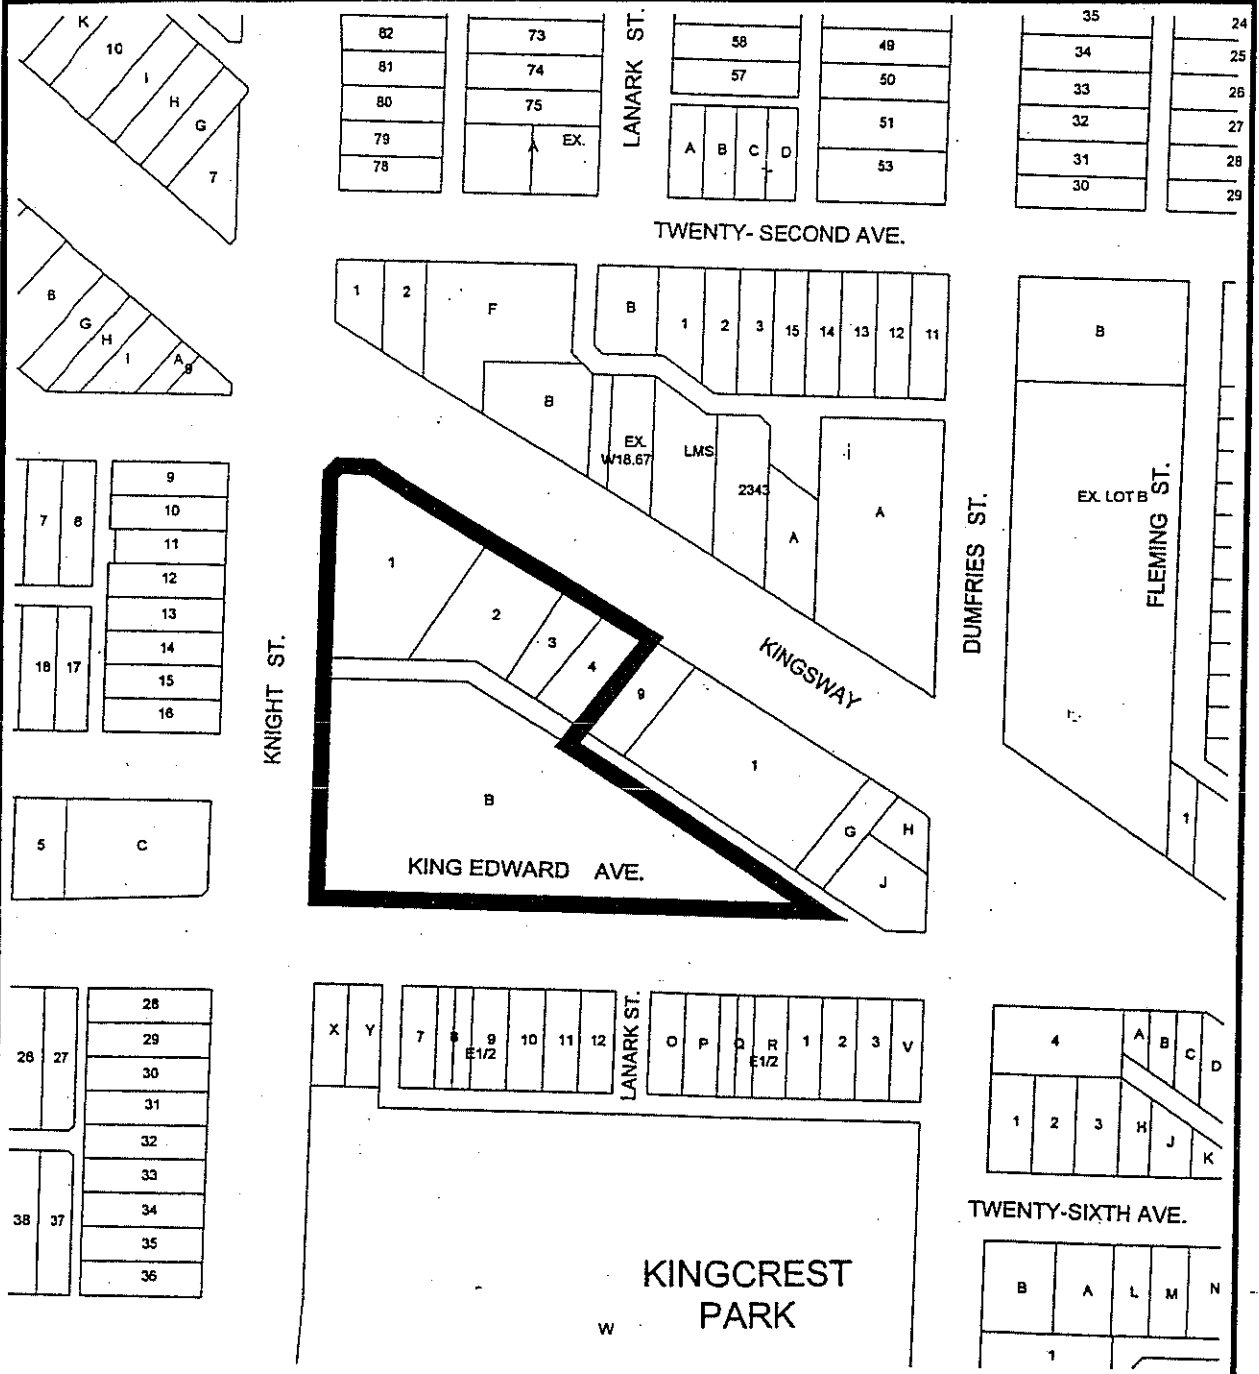 K
10
I
H
G
7
82
81
80
79
78
73
74
75
A
EX.
LANARK ST.
58
57
A B C D
49
50
51
53
35
34
33
32
31
30
24
25
26
27
28
29
TWENTY- SECOND AVE.
B
G
H
I
A
9
1 2 F
B
B 1 2 3 15 14 13 12 11
EX.
W18.67
LMS
2343
A
A
B
EX. LOT B
FLEMING ST.
DUMFRIES ST.
7 8
18 17
9
10
11
12
13
14
15
16
KNIGHT ST.
1
2
3
4
9
1
G
H
J
KINGSWAY
1
5 C
B
KING EDWARD AVE.
26 27
38 37
28
29
30
31
32
33
34
35
36
X Y
7 8 9 10 11 12
E1/2
LANARK ST.
O P Q R 1 2 3 V
E1/2
4
A B C D
1 2 3 H J K
TWENTY-SIXTH AVE.
B A L M N
1
KINGCREST
PARK
W